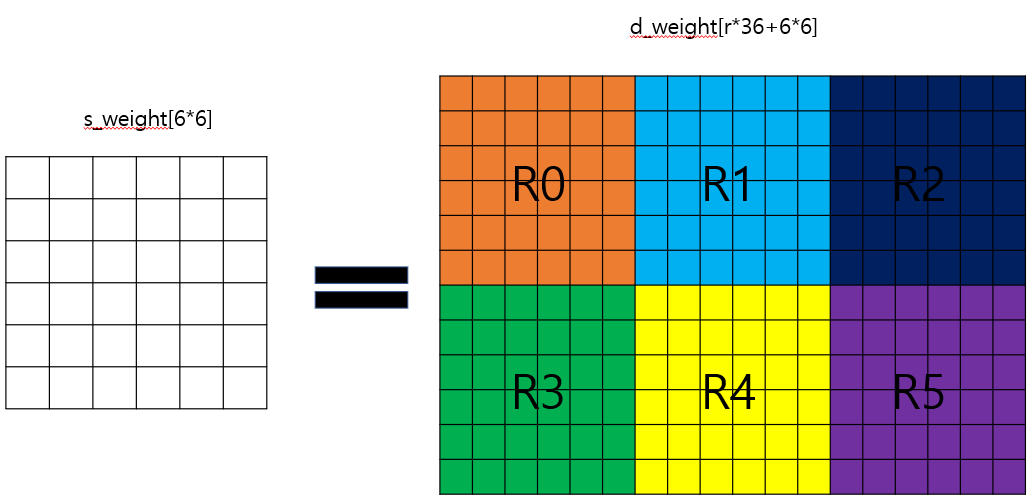 d_weight[r*36+6*6]
s_weight[6*6]
R0 R1 R2
R3 R4 R5